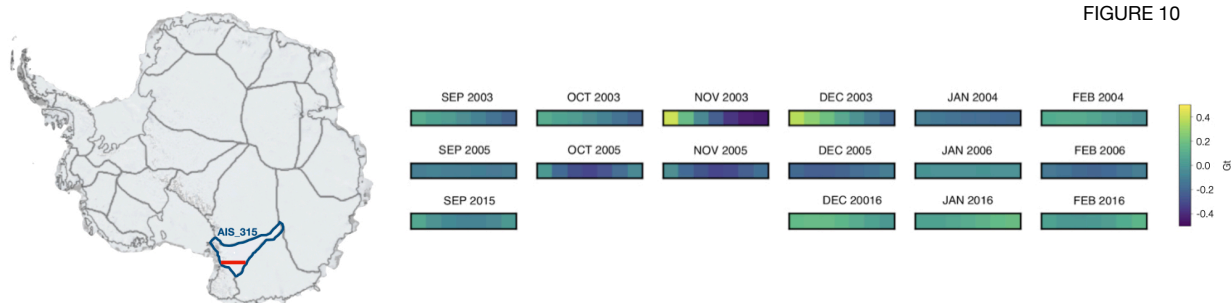 FIGURE 10
SEP 2003 OCT 2003 NOV 2003 DEC 2003 JAN 2004 FEB 2004
SEP 2005 OCT 2005 NOV 2005 DEC 2005 JAN 2006 FEB 2006
SEP 2015 DEC 20016 JAN 2016 FEB 2016
0.4
0.2
0.0
-0.2
-0.4
Gt
AIS_315